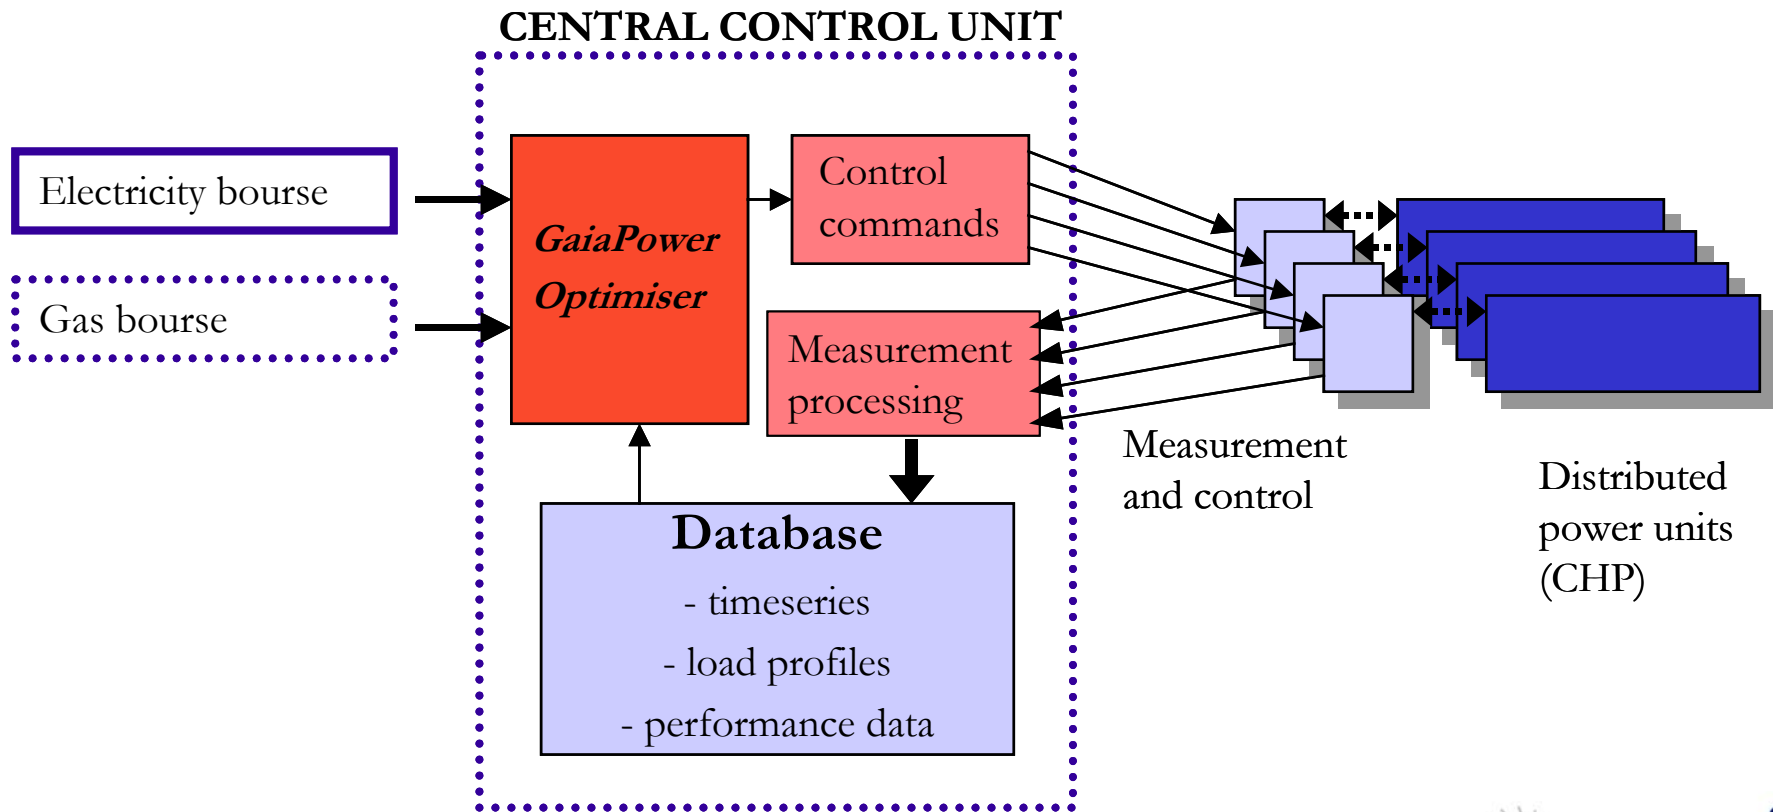 CENTRAL CONTROL UNIT
Electricity bourse
Gas bourse
GaiaPower
Optimiser
Control
commands
Measurement
processing
Database
- timeseries
- load profiles
- performance data
Measurement
and control
Distributed
power units
(CHP)